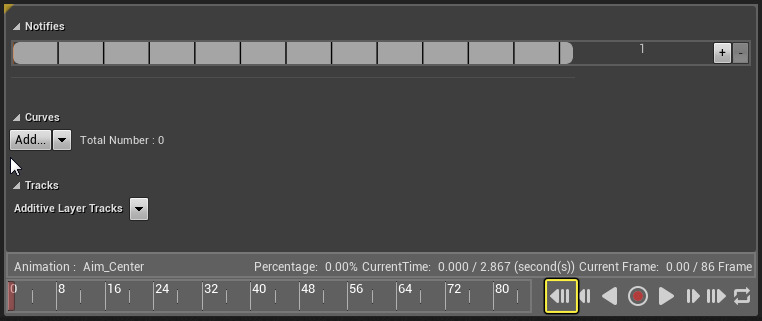 Notifies
1 + -
Curves
Add... Total Number : 0
Tracks
Additive Layer Tracks
Animation : Aim_Center Percentage: 0.00% CurrentTime: 0.000 / 2.867 (second(s)) Current Frame: 0.00 / 86 Frame
0 8 16 24 32 40 48 56 64 72 80